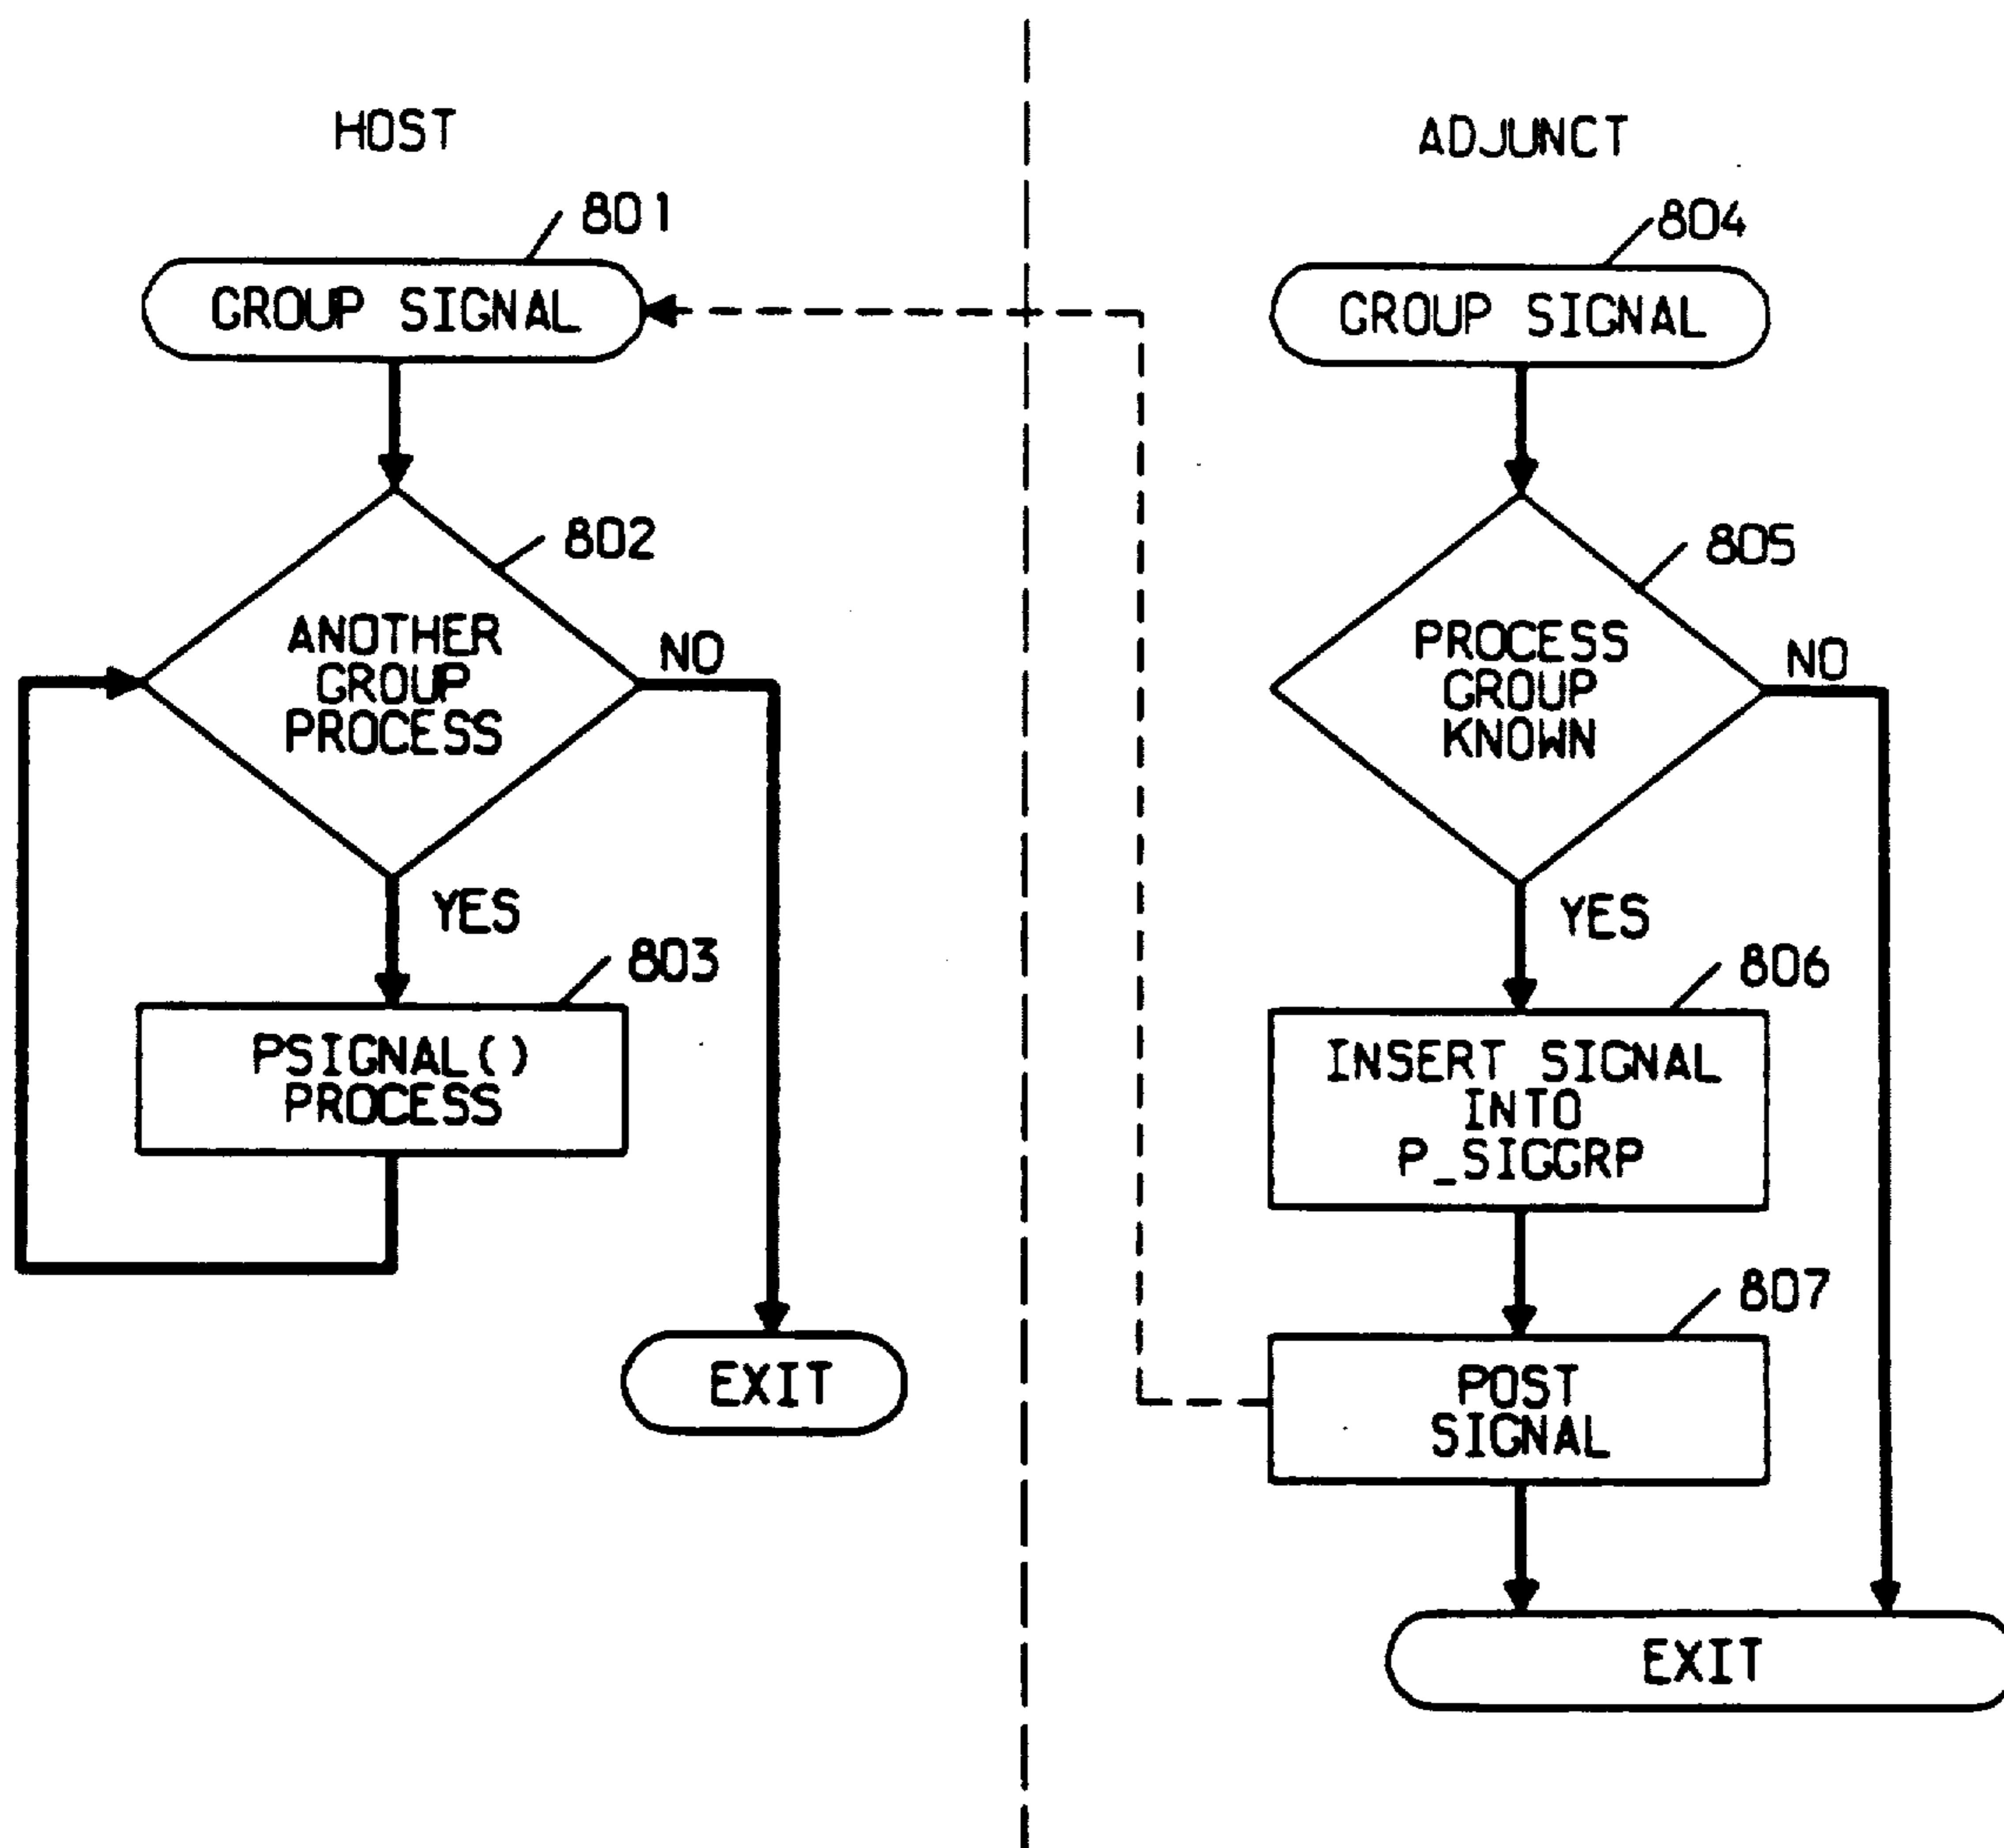 HOST
801
GROUP SIGNAL
802
ANOTHER
GROUP
PROCESS
NO
YES
803
PSIGNAL()
PROCESS
EXIT
ADJUNCT
804
GROUP SIGNAL
805
PROCESS
GROUP
KNOWN
NO
YES
806
INSERT SIGNAL
INTO
P_SIGGRP
807
POST
SIGNAL
EXIT